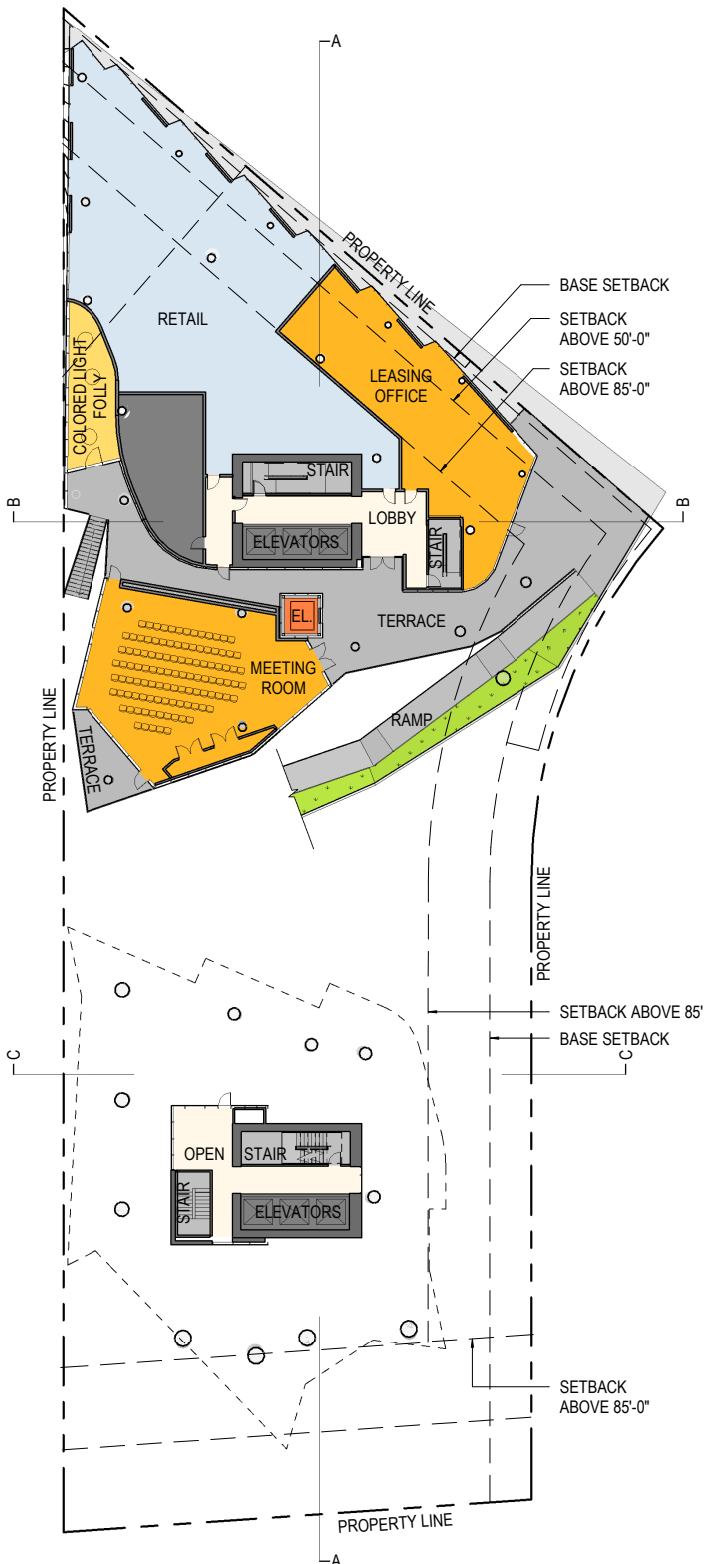 A
PROPERTY LINE
BASE SETBACK
SETBACK
ABOVE 50'-0"
SETBACK
ABOVE 85'-0"
RETAIL
COLORED LIGHT
FOLLY
LEASING
OFFICE
STAIR
B
B
LOBBY
ELEVATORS
STAIR
EL.
TERRACE
MEETING
ROOM
RAMP
PROPERTY LINE
TERRACE
PROPERTY LINE
SETBACK ABOVE 85'
BASE SETBACK
C
C
OPEN
STAIR
STAIR
ELEVATORS
SETBACK
ABOVE 85'-0"
PROPERTY LINE
A